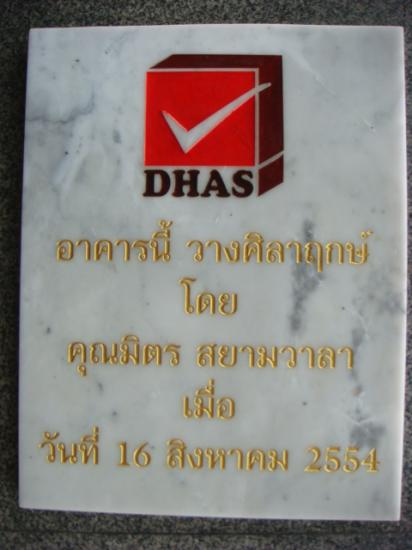 DHAS
อาคารนี้ วางศิลาฤกษ์
โดย
คุณมิตร สยามวาลา
เมื่อ
วันที่ 16 สิงหาคม 2554